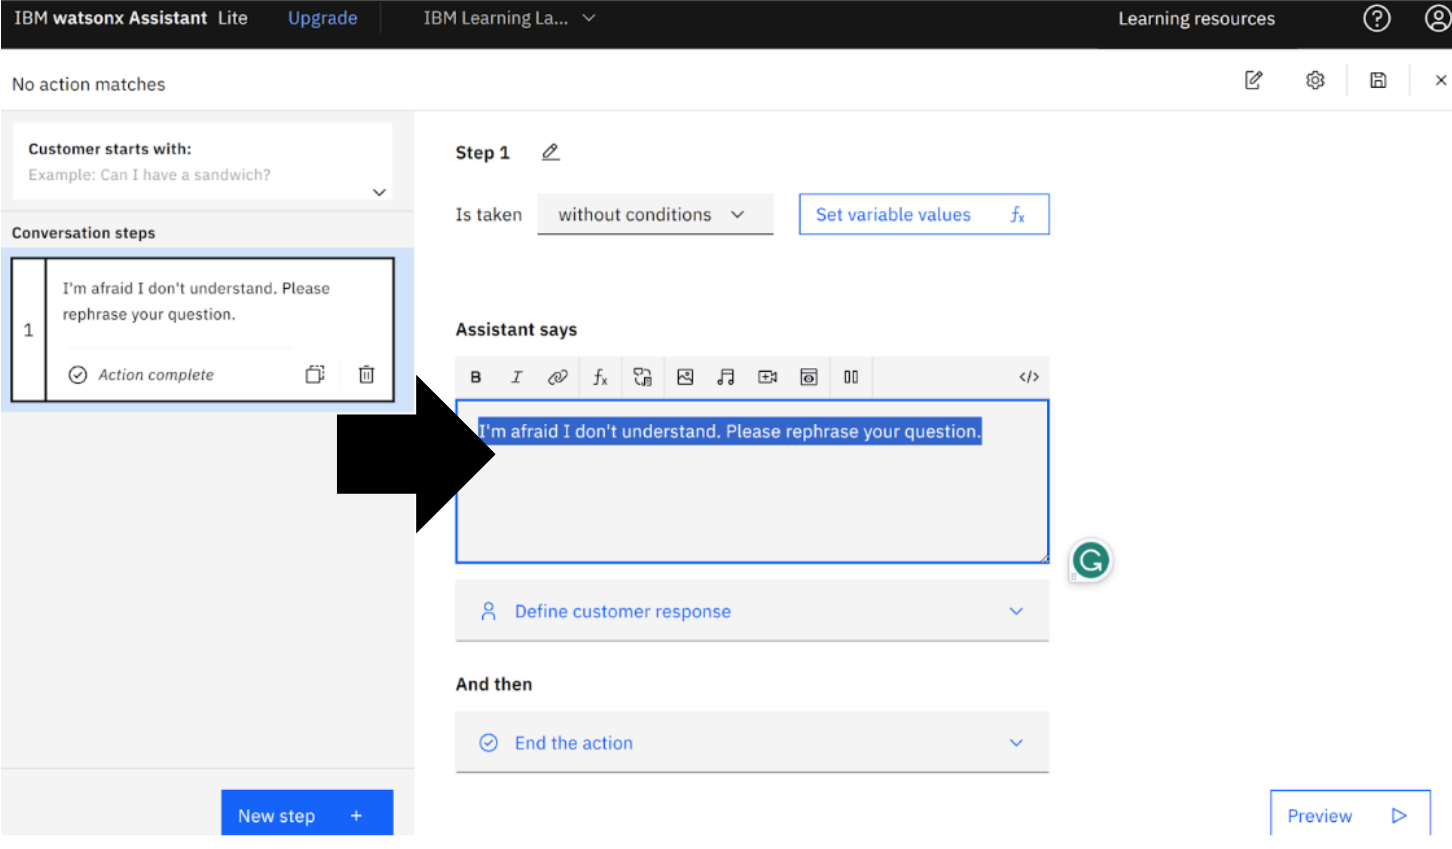 IBM watsonx Assistant Lite Upgrade IBM Learning La... Learning resources
No action matches
Customer starts with:
Example: Can I have a sandwich?
Conversation steps
1
I'm afraid I don't understand. Please
rephrase your question.
Action complete
New step +
Step 1
Is taken without conditions Set variable values fx
Assistant says
B I fx </>
I'm afraid I don't understand. Please rephrase your question.
G
Define customer response
And then
End the action
Preview